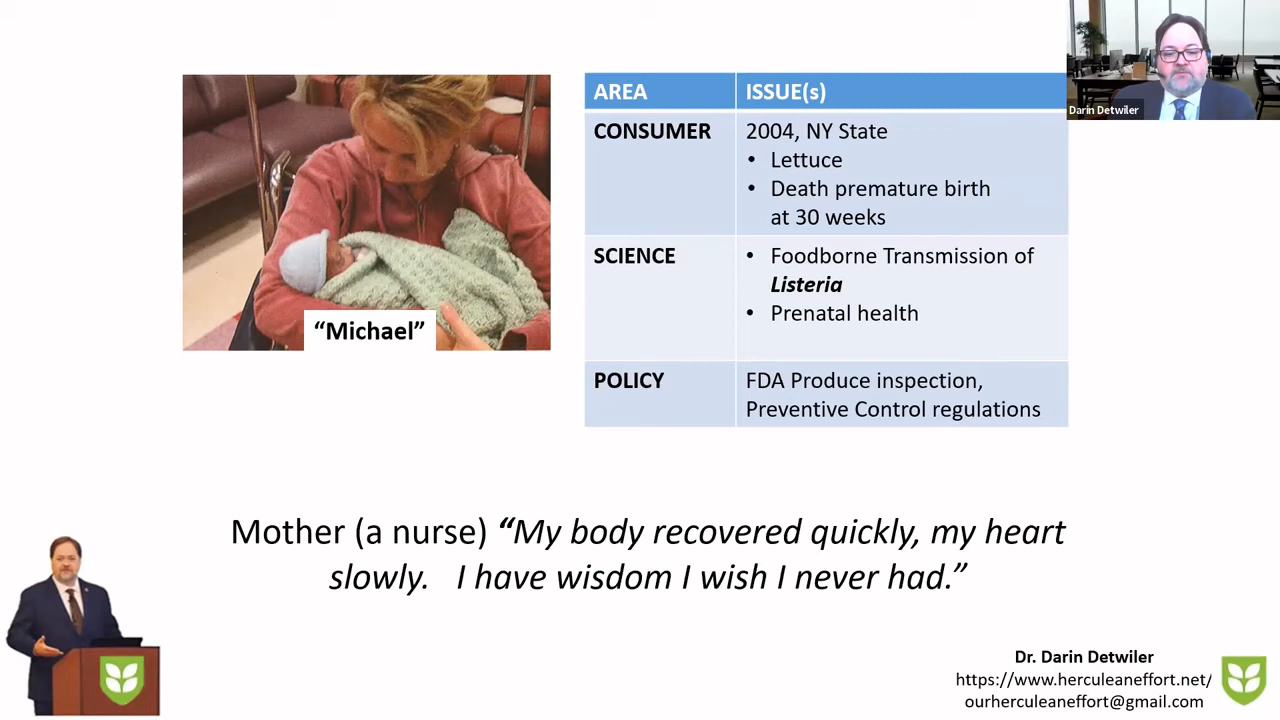 Darin Detwiler
“Michael”
AREA ISSUE(s)
CONSUMER 2004, NY State
• Lettuce
• Death premature birth
at 30 weeks
SCIENCE • Foodborne Transmission of
Listeria
• Prenatal health
POLICY FDA Produce inspection,
Preventive Control regulations
Mother (a nurse) “My body recovered quickly, my heart
slowly. I have wisdom I wish I never had.”
Dr. Darin Detwiler
https://www.herculeaneffort.net/
ourherculeaneffort@gmail.com